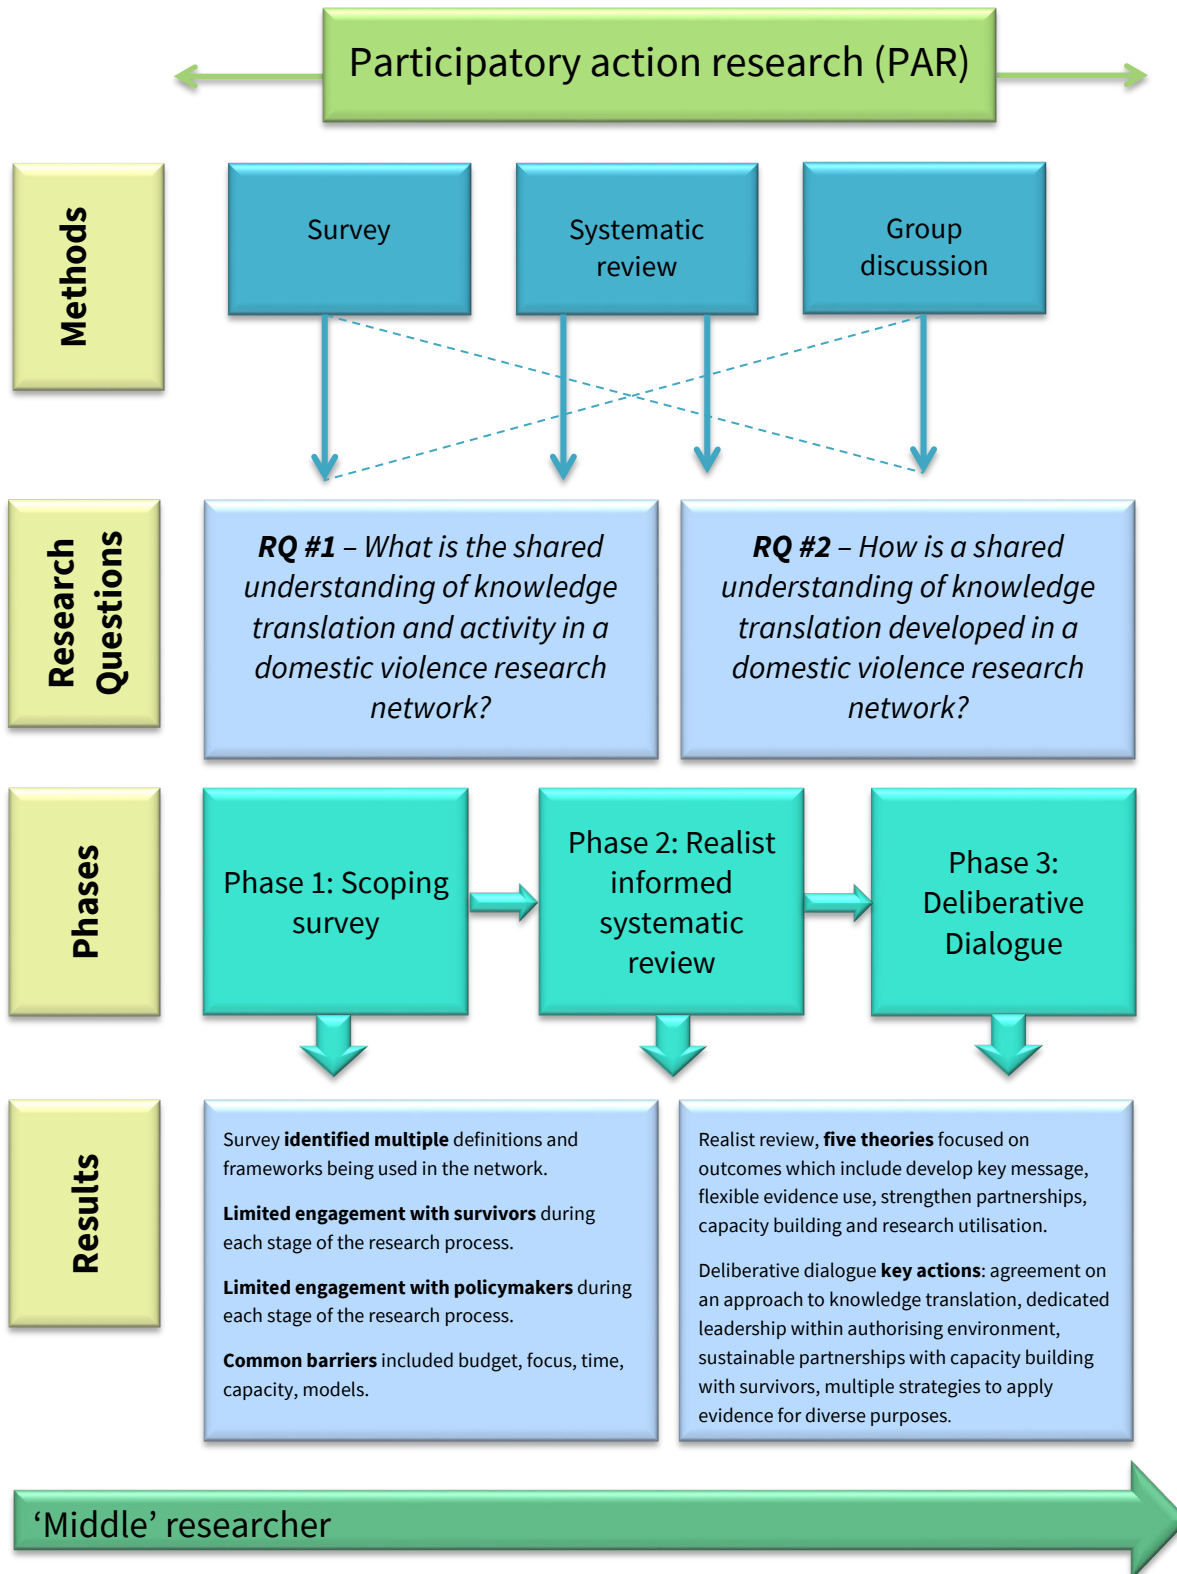 Participatory action research (PAR)
Methods
Survey
Systematic
review
Group
discussion
Research
Questions
RQ #1 – What is the shared
understanding of knowledge
translation and activity in a
domestic violence research
network?
RQ #2 – How is a shared
understanding of knowledge
translation developed in a
domestic violence research
network?
Phases
Phase 1: Scoping
survey
Phase 2: Realist
informed
systematic
review
Phase 3:
Deliberative
Dialogue
Results
Survey identified multiple definitions and
frameworks being used in the network.
Limited engagement with survivors during
each stage of the research process.
Limited engagement with policymakers during
each stage of the research process.
Common barriers included budget, focus, time,
capacity, models.
Realist review, five theories focused on
outcomes which include develop key message,
flexible evidence use, strengthen partnerships,
capacity building and research utilisation.
Deliberative dialogue key actions: agreement on
an approach to knowledge translation, dedicated
leadership within authorising environment,
sustainable partnerships with capacity building
with survivors, multiple strategies to apply
evidence for diverse purposes.
‘Middle’ researcher